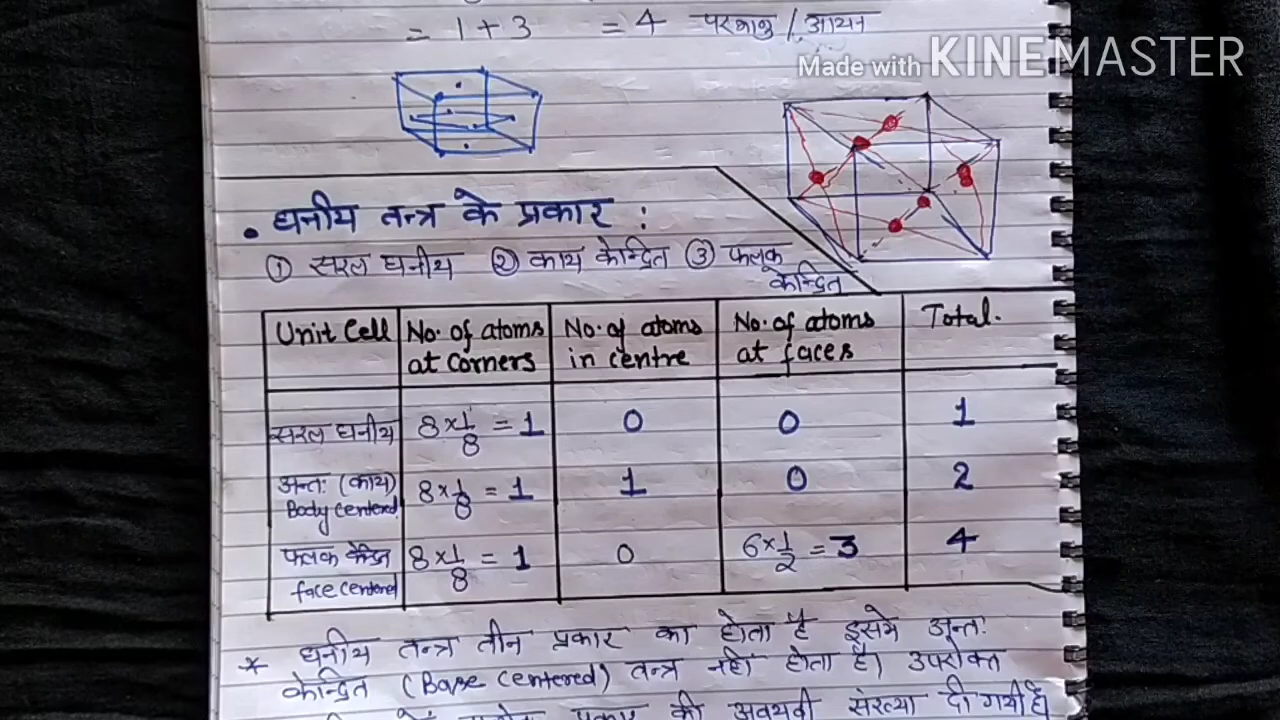 = 1 + 3 = 4 परमाणु / आयन
Made with KINEMASTER
• घनीय तन्त्र के प्रकार :
① सरल घनीय ② काय केन्द्रित ③ फलक केन्द्रित
Unit Cell | No. of atoms at corners | No. of atoms in centre | No. of atoms at faces | Total.
सरल घनीय | 8 × 1/8 = 1 | 0 | 0 | 1
अन्तः (काय) Body centered | 8 × 1/8 = 1 | 1 | 0 | 2
फलक केन्द्रित face centered | 8 × 1/8 = 1 | 0 | 6 × 1/2 = 3 | 4
* घनीय तन्त्र तीन प्रकार का होता है इसमे अन्तः
केन्द्रित (Base centered) तन्त्र नहीं होता है। उपरोक्त
प्रकार की अवयवी संख्या दी गयी है